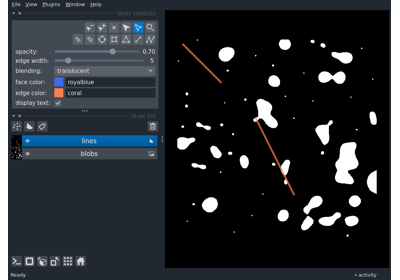 File View Plugins Window Help
layer controls
opacity: 0.70
edge width: 5
blending: translucent
face color: royalblue
edge color: coral
display text:
layer list
lines
blobs
Ready
activity